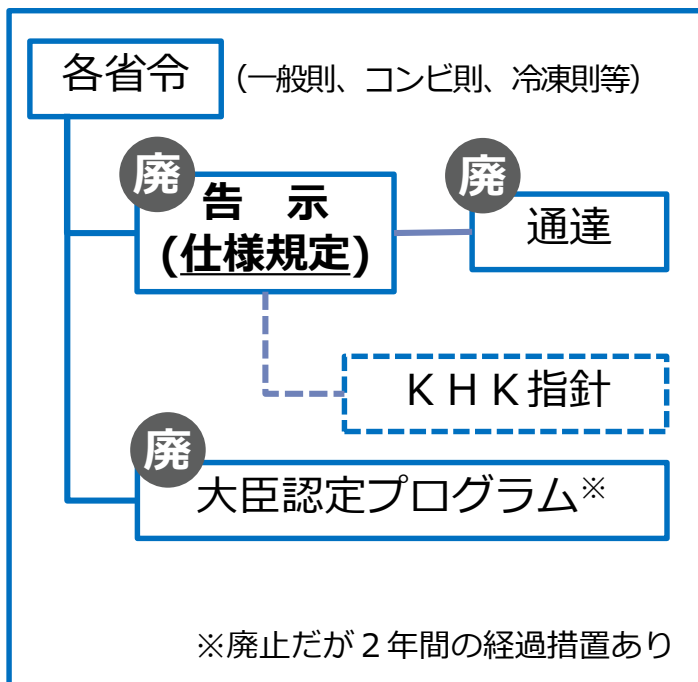 各省令 (一般則、コンビ則、冷凍則等)
廃
告　示
(仕様規定)
廃
通達
ＫＨＫ指針
廃
大臣認定プログラム※
※廃止だが２年間の経過措置あり